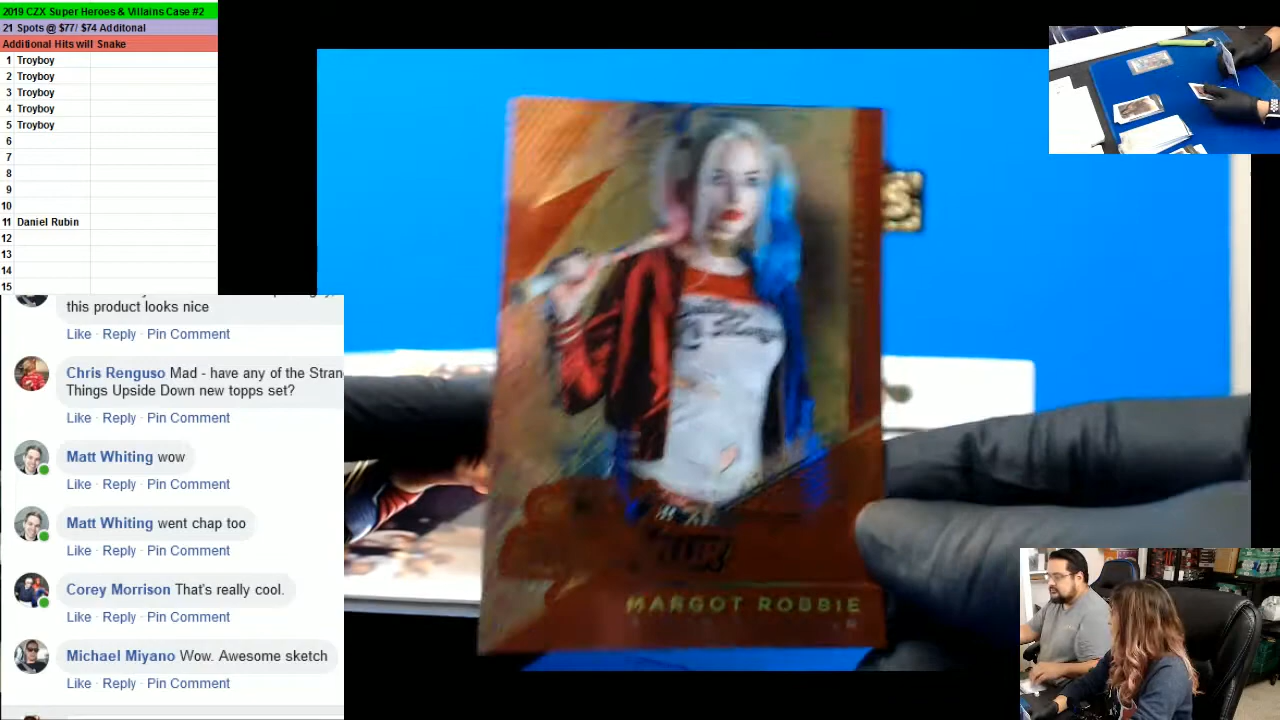 2019 CZX Super Heroes & Villains Case #2
21 Spots @ $77/ $74 Additonal
Additional Hits will Snake
1 Troyboy
2 Troyboy
3 Troyboy
4 Troyboy
5 Troyboy
6
7
8
9
10
11 Daniel Rubin
12
13
14
15
this product looks nice
Like · Reply · Pin Comment
Chris Renguso Mad - have any of the Stran
Things Upside Down new topps set?
Like · Reply · Pin Comment
Matt Whiting wow
Like · Reply · Pin Comment
Matt Whiting went chap too
Like · Reply · Pin Comment
Corey Morrison That's really cool.
Like · Reply · Pin Comment
Michael Miyano Wow. Awesome sketch
Like · Reply · Pin Comment
MARGOT ROBBIE